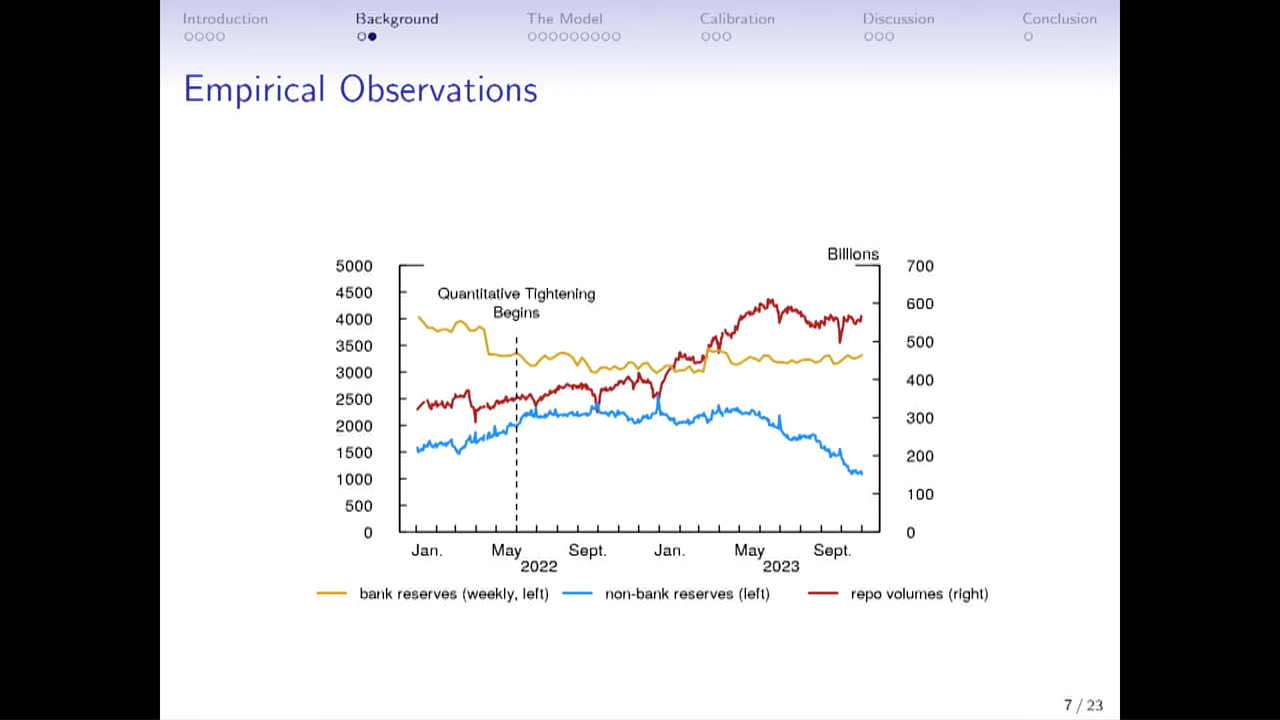 Introduction Background The Model Calibration Discussion Conclusion
Empirical Observations
Billions
5000 700
4500 600
4000 500
3500 400
3000 300
2500 200
2000 100
1500 0
1000
500
0
Quantitative Tightening
Begins
Jan. May Sept. Jan. May Sept.
2022 2023
bank reserves (weekly, left) non-bank reserves (left) repo volumes (right)
7 / 23